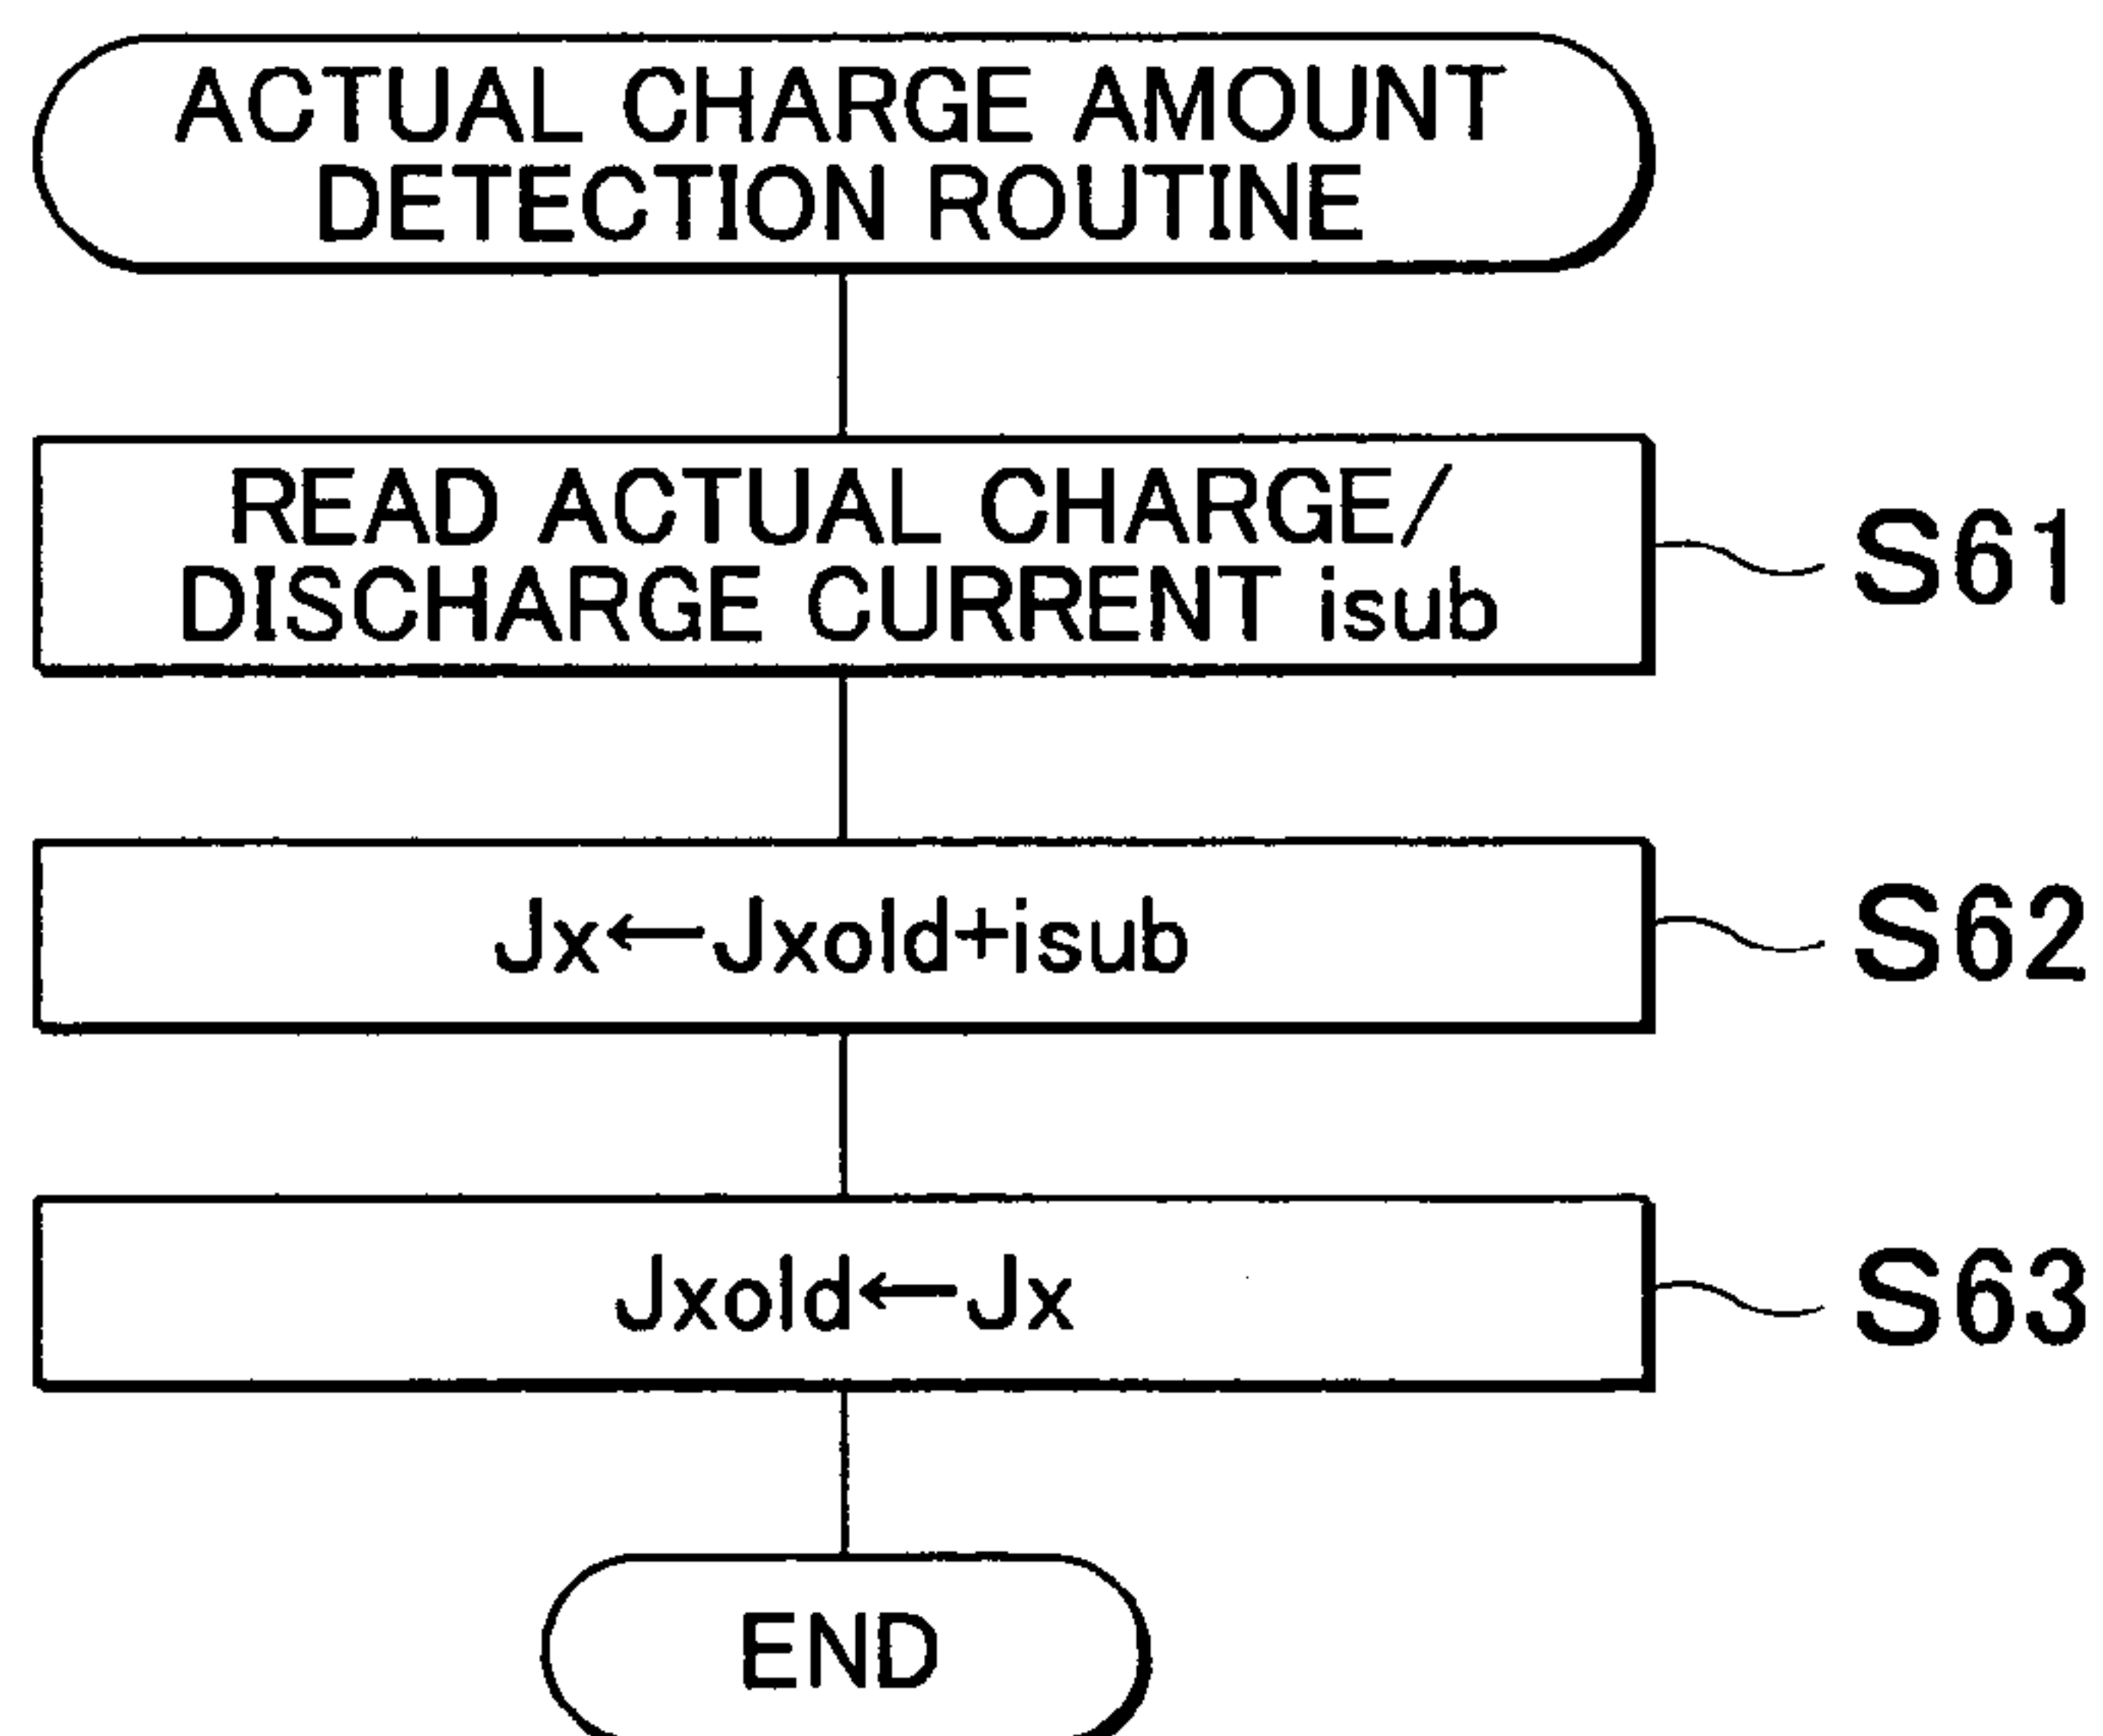 ACTUAL CHARGE AMOUNT
DETECTION ROUTINE
READ ACTUAL CHARGE/
DISCHARGE CURRENT isub
S61
Jx←Jxold+isub
S62
Jxold←Jx
S63
END